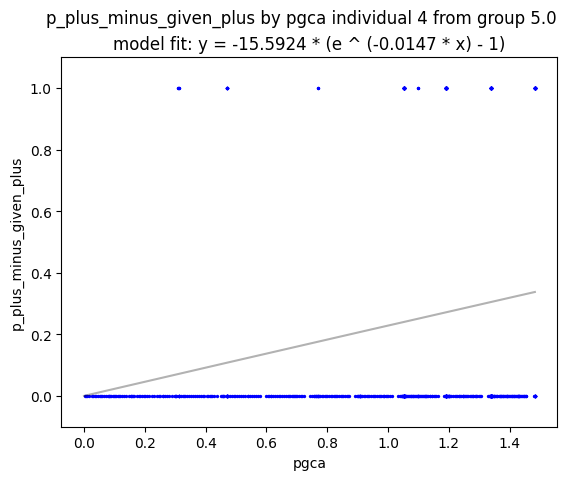 p_plus_minus_given_plus by pgca individual 4 from group 5.0
model fit: y = -15.5924 * (e ^ (-0.0147 * x) - 1)
1.0
0.8
0.6
0.4
0.2
0.0
p_plus_minus_given_plus
0.0 0.2 0.4 0.6 0.8 1.0 1.2 1.4
pgca